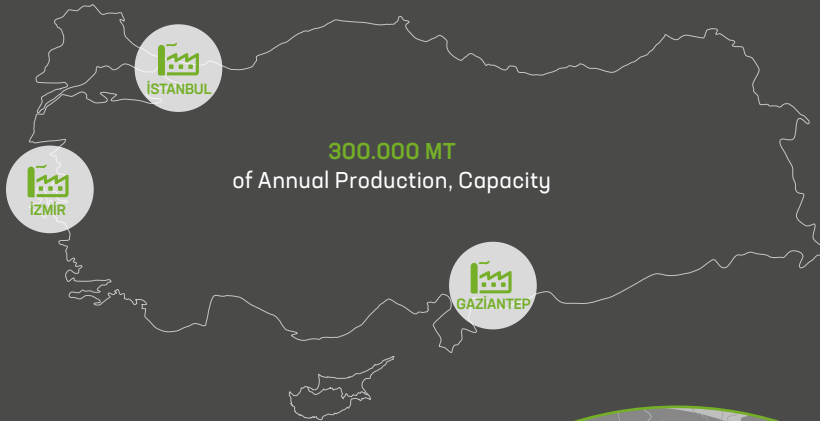 İSTANBUL
300.000 MT
of Annual Production, Capacity
İZMİR
GAZİANTEP